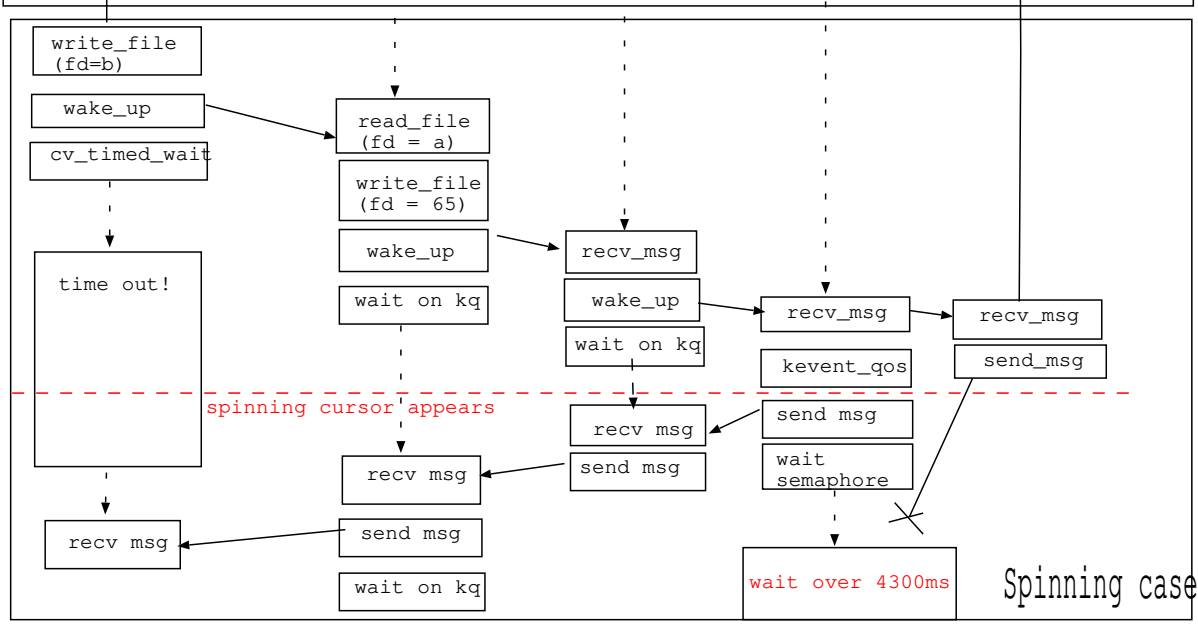 write_file
(fd=b)
wake_up
cv_timed_wait
time out!
recv msg
read_file
(fd = a)
write_file
(fd = 65)
wake_up
wait on kq
spinning cursor appears
recv msg
send msg
wait on kq
recv_msg
wake_up
wait on kq
recv msg
send msg
recv_msg
kevent_qos
send msg
wait
semaphore
wait over 4300ms
recv_msg
send_msg
Spinning case